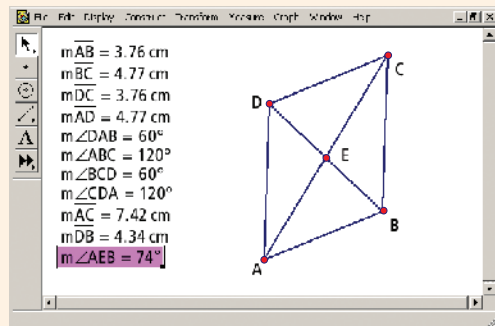 File Edit Display Construct Transform Measure Graph Window Help
A
mAB = 3.76 cm
mBC = 4.77 cm
mDC = 3.76 cm
mAD = 4.77 cm
m∠DAB = 60°
m∠ABC = 120°
m∠BCD = 60°
m∠CDA = 120°
mAC = 7.42 cm
mDB = 4.34 cm
m∠AEB = 74°
C
D
E
B
A